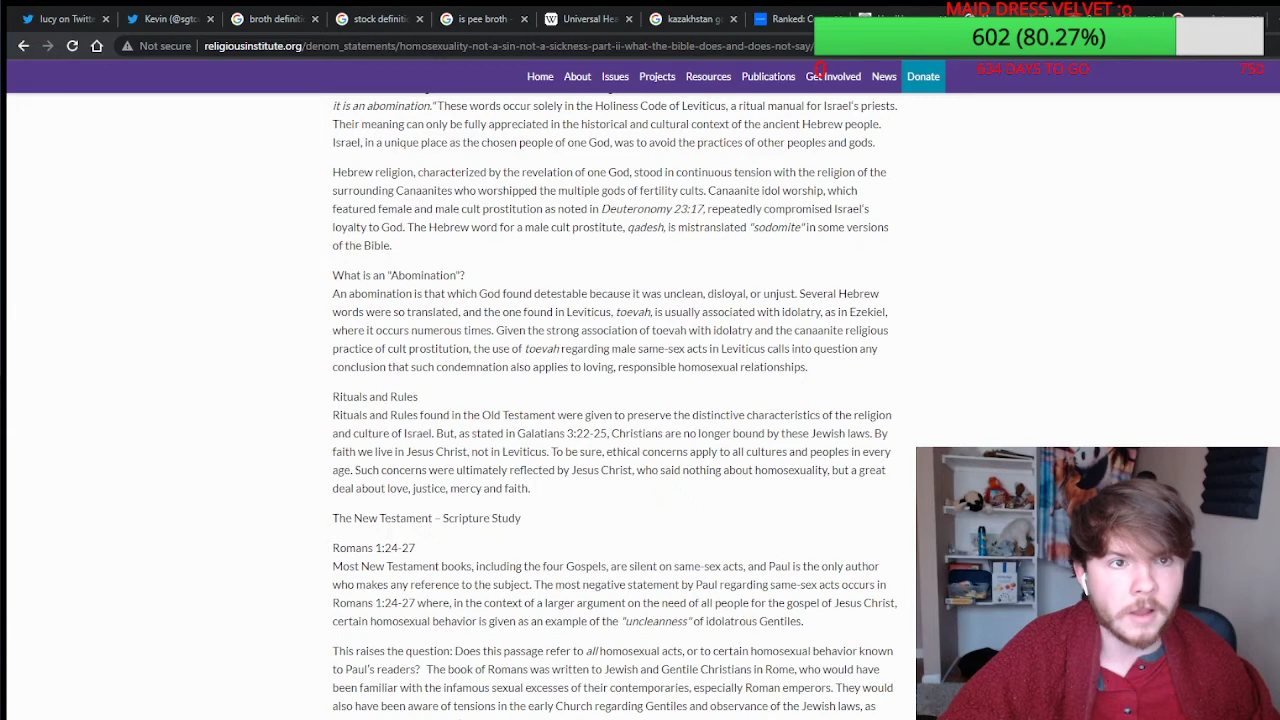 MAID DRESS VELVET :9
lucy on Twitte
Kevin (@sgto
broth definitio
stock definitio
is pee broth -
Universal Hea
kazakhstan g
Ranked: Co
602 (80.27%)
Not secure
religiousinstitute.org/denom_statements/homosexuality-not-a-sin-not-a-sickness-part-ii-what-the-bible-does-and-does-not-say/
0
634 DAYS TO GO
750
Home About Issues Projects Resources Publications Get Involved News Donate
it is an abomination." These words occur solely in the Holiness Code of Leviticus, a ritual manual for Israel's priests.
Their meaning can only be fully appreciated in the historical and cultural context of the ancient Hebrew people.
Israel, in a unique place as the chosen people of one God, was to avoid the practices of other peoples and gods.
Hebrew religion, characterized by the revelation of one God, stood in continuous tension with the religion of the
surrounding Canaanites who worshipped the multiple gods of fertility cults. Canaanite idol worship, which
featured female and male cult prostitution as noted in Deuteronomy 23:17, repeatedly compromised Israel's
loyalty to God. The Hebrew word for a male cult prostitute, qadesh, is mistranslated "sodomite" in some versions
of the Bible.
What is an "Abomination"?
An abomination is that which God found detestable because it was unclean, disloyal, or unjust. Several Hebrew
words were so translated, and the one found in Leviticus, toevah, is usually associated with idolatry, as in Ezekiel,
where it occurs numerous times. Given the strong association of toevah with idolatry and the canaanite religious
practice of cult prostitution, the use of toevah regarding male same-sex acts in Leviticus calls into question any
conclusion that such condemnation also applies to loving, responsible homosexual relationships.
Rituals and Rules
Rituals and Rules found in the Old Testament were given to preserve the distinctive characteristics of the religion
and culture of Israel. But, as stated in Galatians 3:22-25, Christians are no longer bound by these Jewish laws. By
faith we live in Jesus Christ, not in Leviticus. To be sure, ethical concerns apply to all cultures and peoples in every
age. Such concerns were ultimately reflected by Jesus Christ, who said nothing about homosexuality, but a great
deal about love, justice, mercy and faith.
The New Testament – Scripture Study
Romans 1:24-27
Most New Testament books, including the four Gospels, are silent on same-sex acts, and Paul is the only author
who makes any reference to the subject. The most negative statement by Paul regarding same-sex acts occurs in
Romans 1:24-27 where, in the context of a larger argument on the need of all people for the gospel of Jesus Christ,
certain homosexual behavior is given as an example of the "uncleanness" of idolatrous Gentiles.
This raises the question: Does this passage refer to all homosexual acts, or to certain homosexual behavior known
to Paul's readers? The book of Romans was written to Jewish and Gentile Christians in Rome, who would have
been familiar with the infamous sexual excesses of their contemporaries, especially Roman emperors. They would
also have been aware of tensions in the early Church regarding Gentiles and observance of the Jewish laws, as